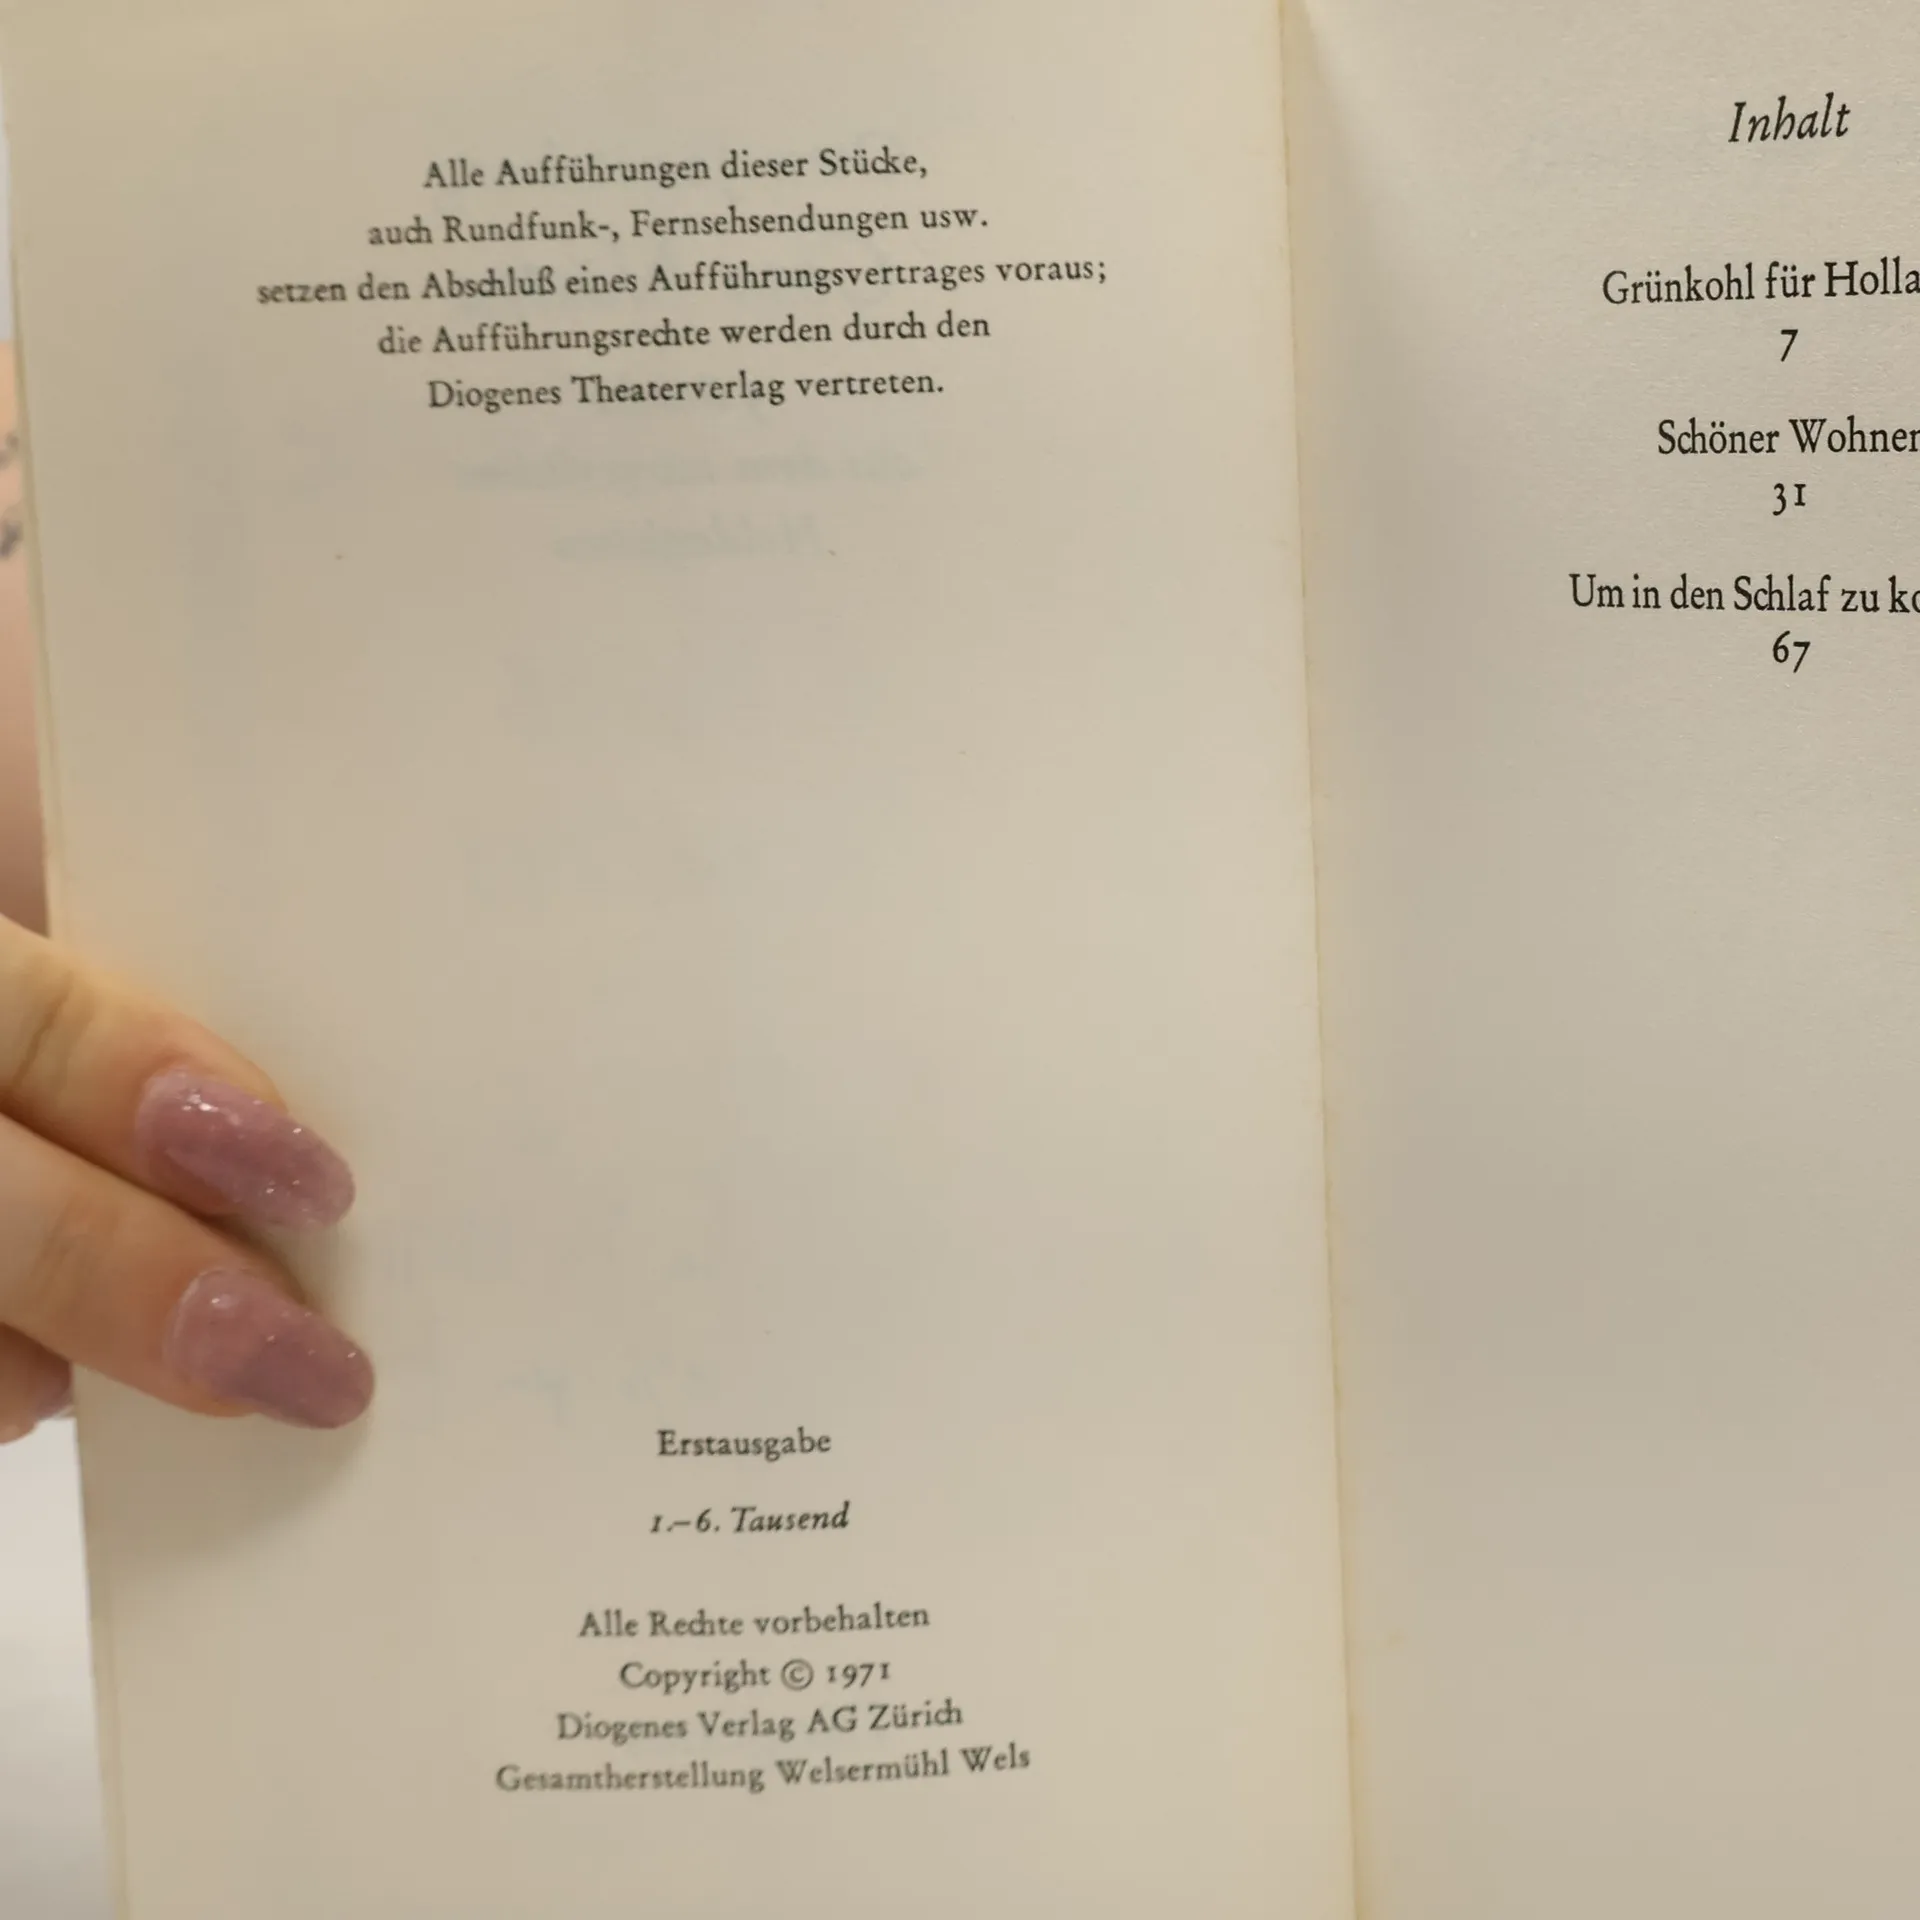 Alle Aufführungen dieser Stücke,
auch Rundfunk-, Fernsehsendungen usw.
setzen den Abschluß eines Aufführungsvertrages voraus;
die Aufführungsrechte werden durch den
Diogenes Theaterverlag vertreten.
Erstausgabe
1.–6. Tausend
Alle Rechte vorbehalten
Copyright © 1971
Diogenes Verlag AG Zürich
Gesamtherstellung Welsermühl Wels
Inhalt
Grünkohl für
7
Schöner
31
Um in den Schlaf zu
67